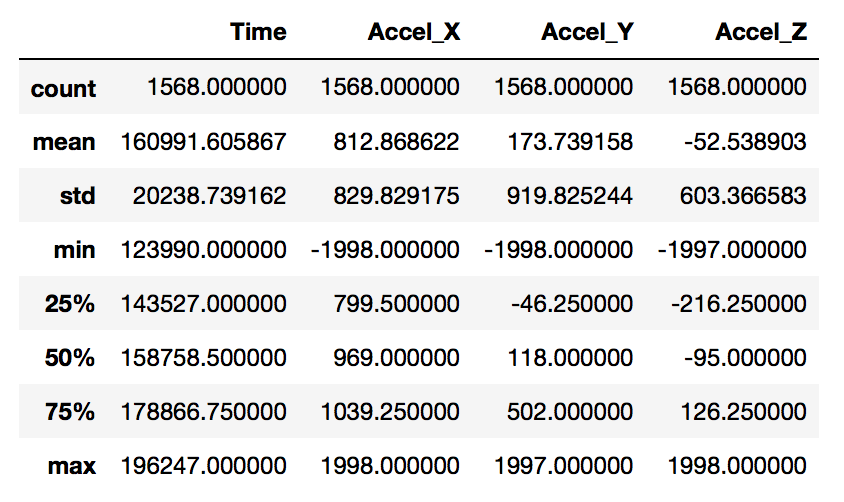 Time Accel_X Accel_Y Accel_Z
count 1568.000000 1568.000000 1568.000000 1568.000000
mean 160991.605867 812.868622 173.739158 -52.538903
std 20238.739162 829.829175 919.825244 603.366583
min 123990.000000 -1998.000000 -1998.000000 -1997.000000
25% 143527.000000 799.500000 -46.250000 -216.250000
50% 158758.500000 969.000000 118.000000 -95.000000
75% 178866.750000 1039.250000 502.000000 126.250000
max 196247.000000 1998.000000 1997.000000 1998.000000